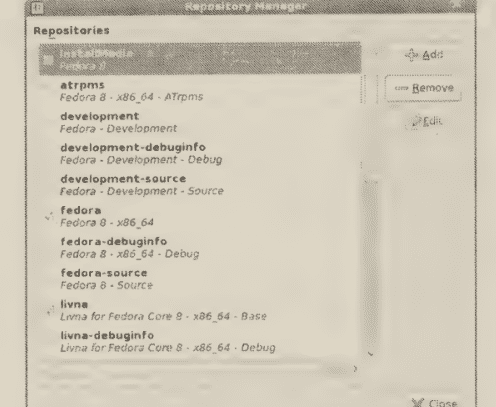 Repository Manager
Repositories
InstallMedia
Fedora 8
atrpms
Fedora 8 - x86_64 - ATrpms
development
Fedora - Development
development-debuginfo
Fedora - Development - Debug
development-source
Fedora - Development - Source
fedora
Fedora 8 - x86_64
fedora-debuginfo
Fedora 8 - x86_64 - Debug
fedora-source
Fedora 8 - Source
livna
Livna for Fedora Core 8 - x86_64 - Base
livna-debuginfo
Livna for Fedora Core 8 - x86_64 - Debug
Add
Remove
Edit
Close